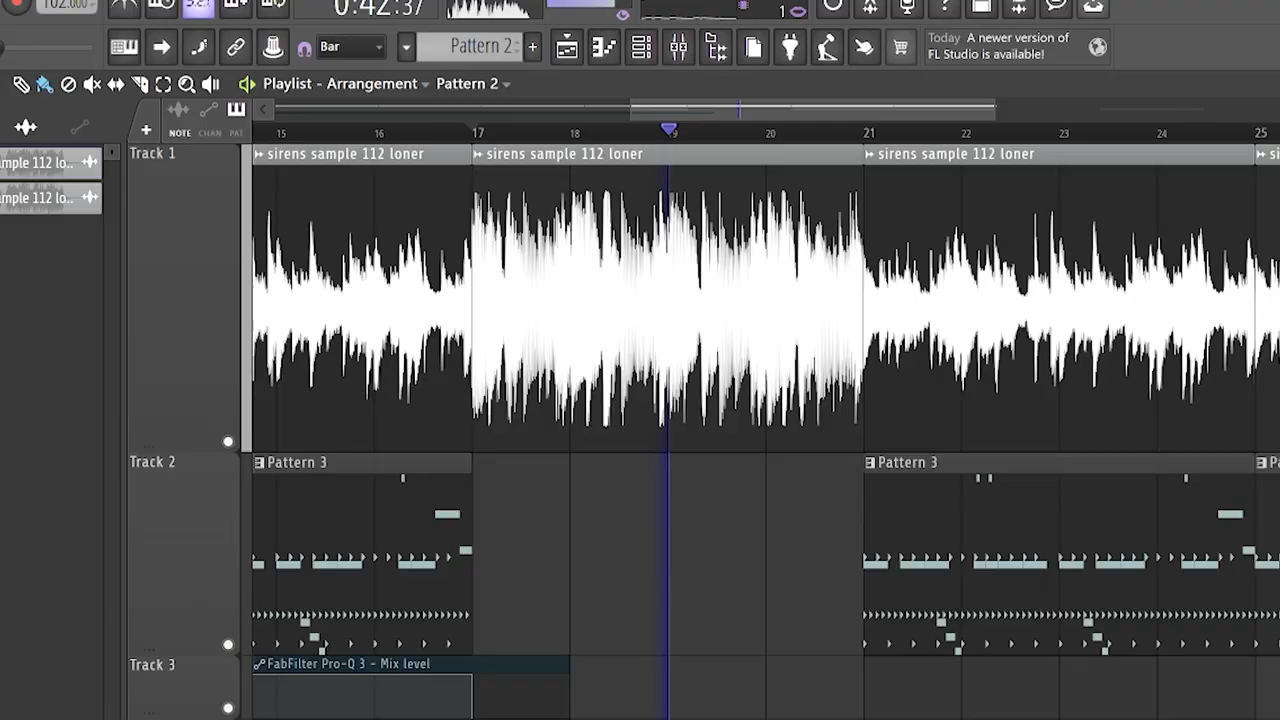 102.000
0:42:37
1
Bar
Pattern 2
+
Today A newer version of
FL Studio is available!
Playlist - Arrangement
Pattern 2
NOTE CHAN PAT
15 16 17 18 19 20 21 22 23 24 25
mple 112 lo..
ample 112 lo..
Track 1
sirens sample 112 loner
sirens sample 112 loner
sirens sample 112 loner
si
Track 2
Pattern 3
Pattern 3
Pa
Track 3
FabFilter Pro-Q 3 - Mix level